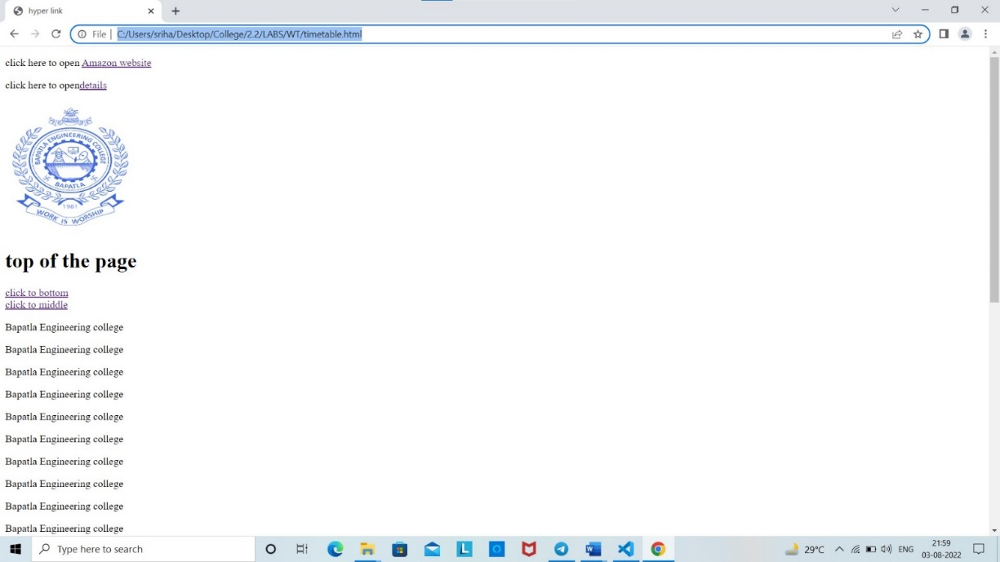 hyper link
File | C:/Users/sriha/Desktop/College/2.2/LABS/WT/timetable.html
click here to open Amazon website
click here to opendetails
BAPATLA ENGINEERING COLLEGE
BAPATLA
1981
WORK IS WORSHIP
top of the page
click to bottom
click to middle
Bapatla Engineering college
Bapatla Engineering college
Bapatla Engineering college
Bapatla Engineering college
Bapatla Engineering college
Bapatla Engineering college
Bapatla Engineering college
Bapatla Engineering college
Bapatla Engineering college
Bapatla Engineering college
Type here to search
29°C
ENG
21:59
03-08-2022